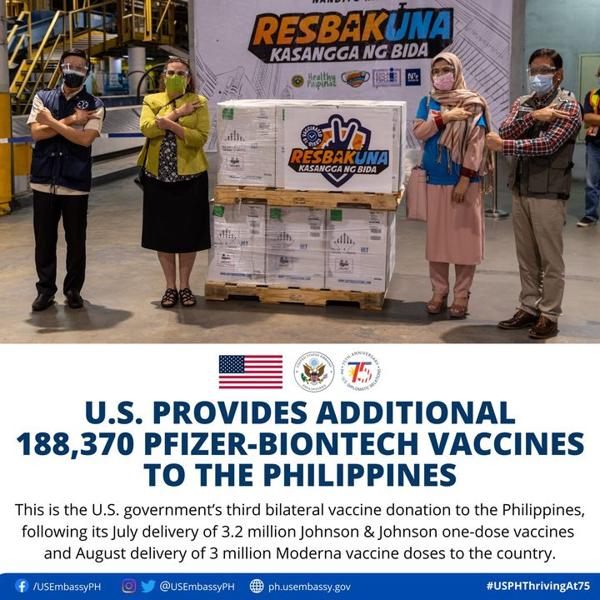 RESBAKUNA
KASANGGA NG BIDA
Healthy
Pilipinas
RESBAKUNA
KASANGGA NG BIDA
75
U.S. PROVIDES ADDITIONAL
188,370 PFIZER-BIONTECH VACCINES
TO THE PHILIPPINES
This is the U.S. government’s third bilateral vaccine donation to the Philippines,
following its July delivery of 3.2 million Johnson & Johnson one-dose vaccines
and August delivery of 3 million Moderna vaccine doses to the country.
/USEmbassyPH @USEmbassyPH ph.usembassy.gov #USPHThrivingAt75